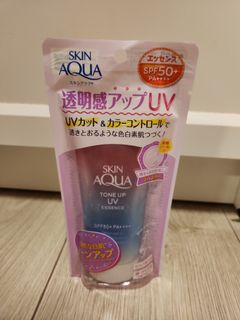 SKIN
AQUA
スキンアクア
エッセンス
SPF50+
PA++++
透明感アップUV
UVカット&カラーコントロールで
透きとおるような色白素肌つづく!
SKIN
AQUA
TONE UP
UV
ESSENCE
SPF50+ PA++++